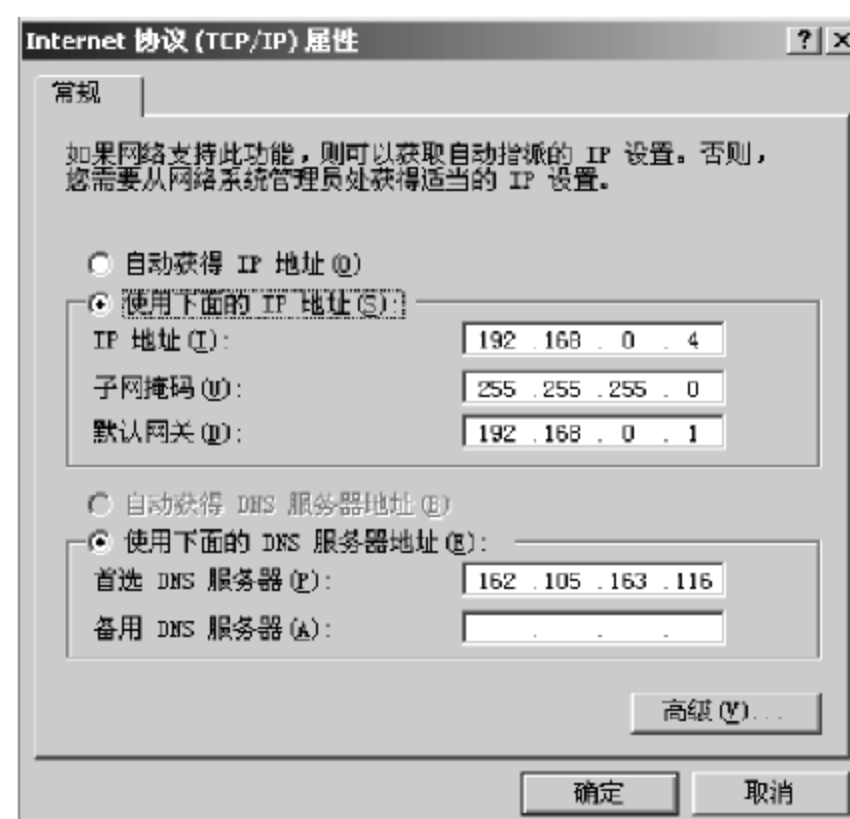 Internet 协议 (TCP/IP) 属性
常规
如果网络支持此功能，则可以获取自动指派的 IP 设置。否则，
您需要从网络系统管理员处获得适当的 IP 设置。
自动获得 IP 地址(O)
使用下面的 IP 地址(S):
IP 地址(I): 192 .168 . 0 . 4
子网掩码(U): 255 .255 .255 . 0
默认网关(D): 192 .168 . 0 . 1
自动获得 DNS 服务器地址(B)
使用下面的 DNS 服务器地址(E):
首选 DNS 服务器(P): 162 .105 .163 .116
备用 DNS 服务器(A): . . .
高级(V)...
确定 取消